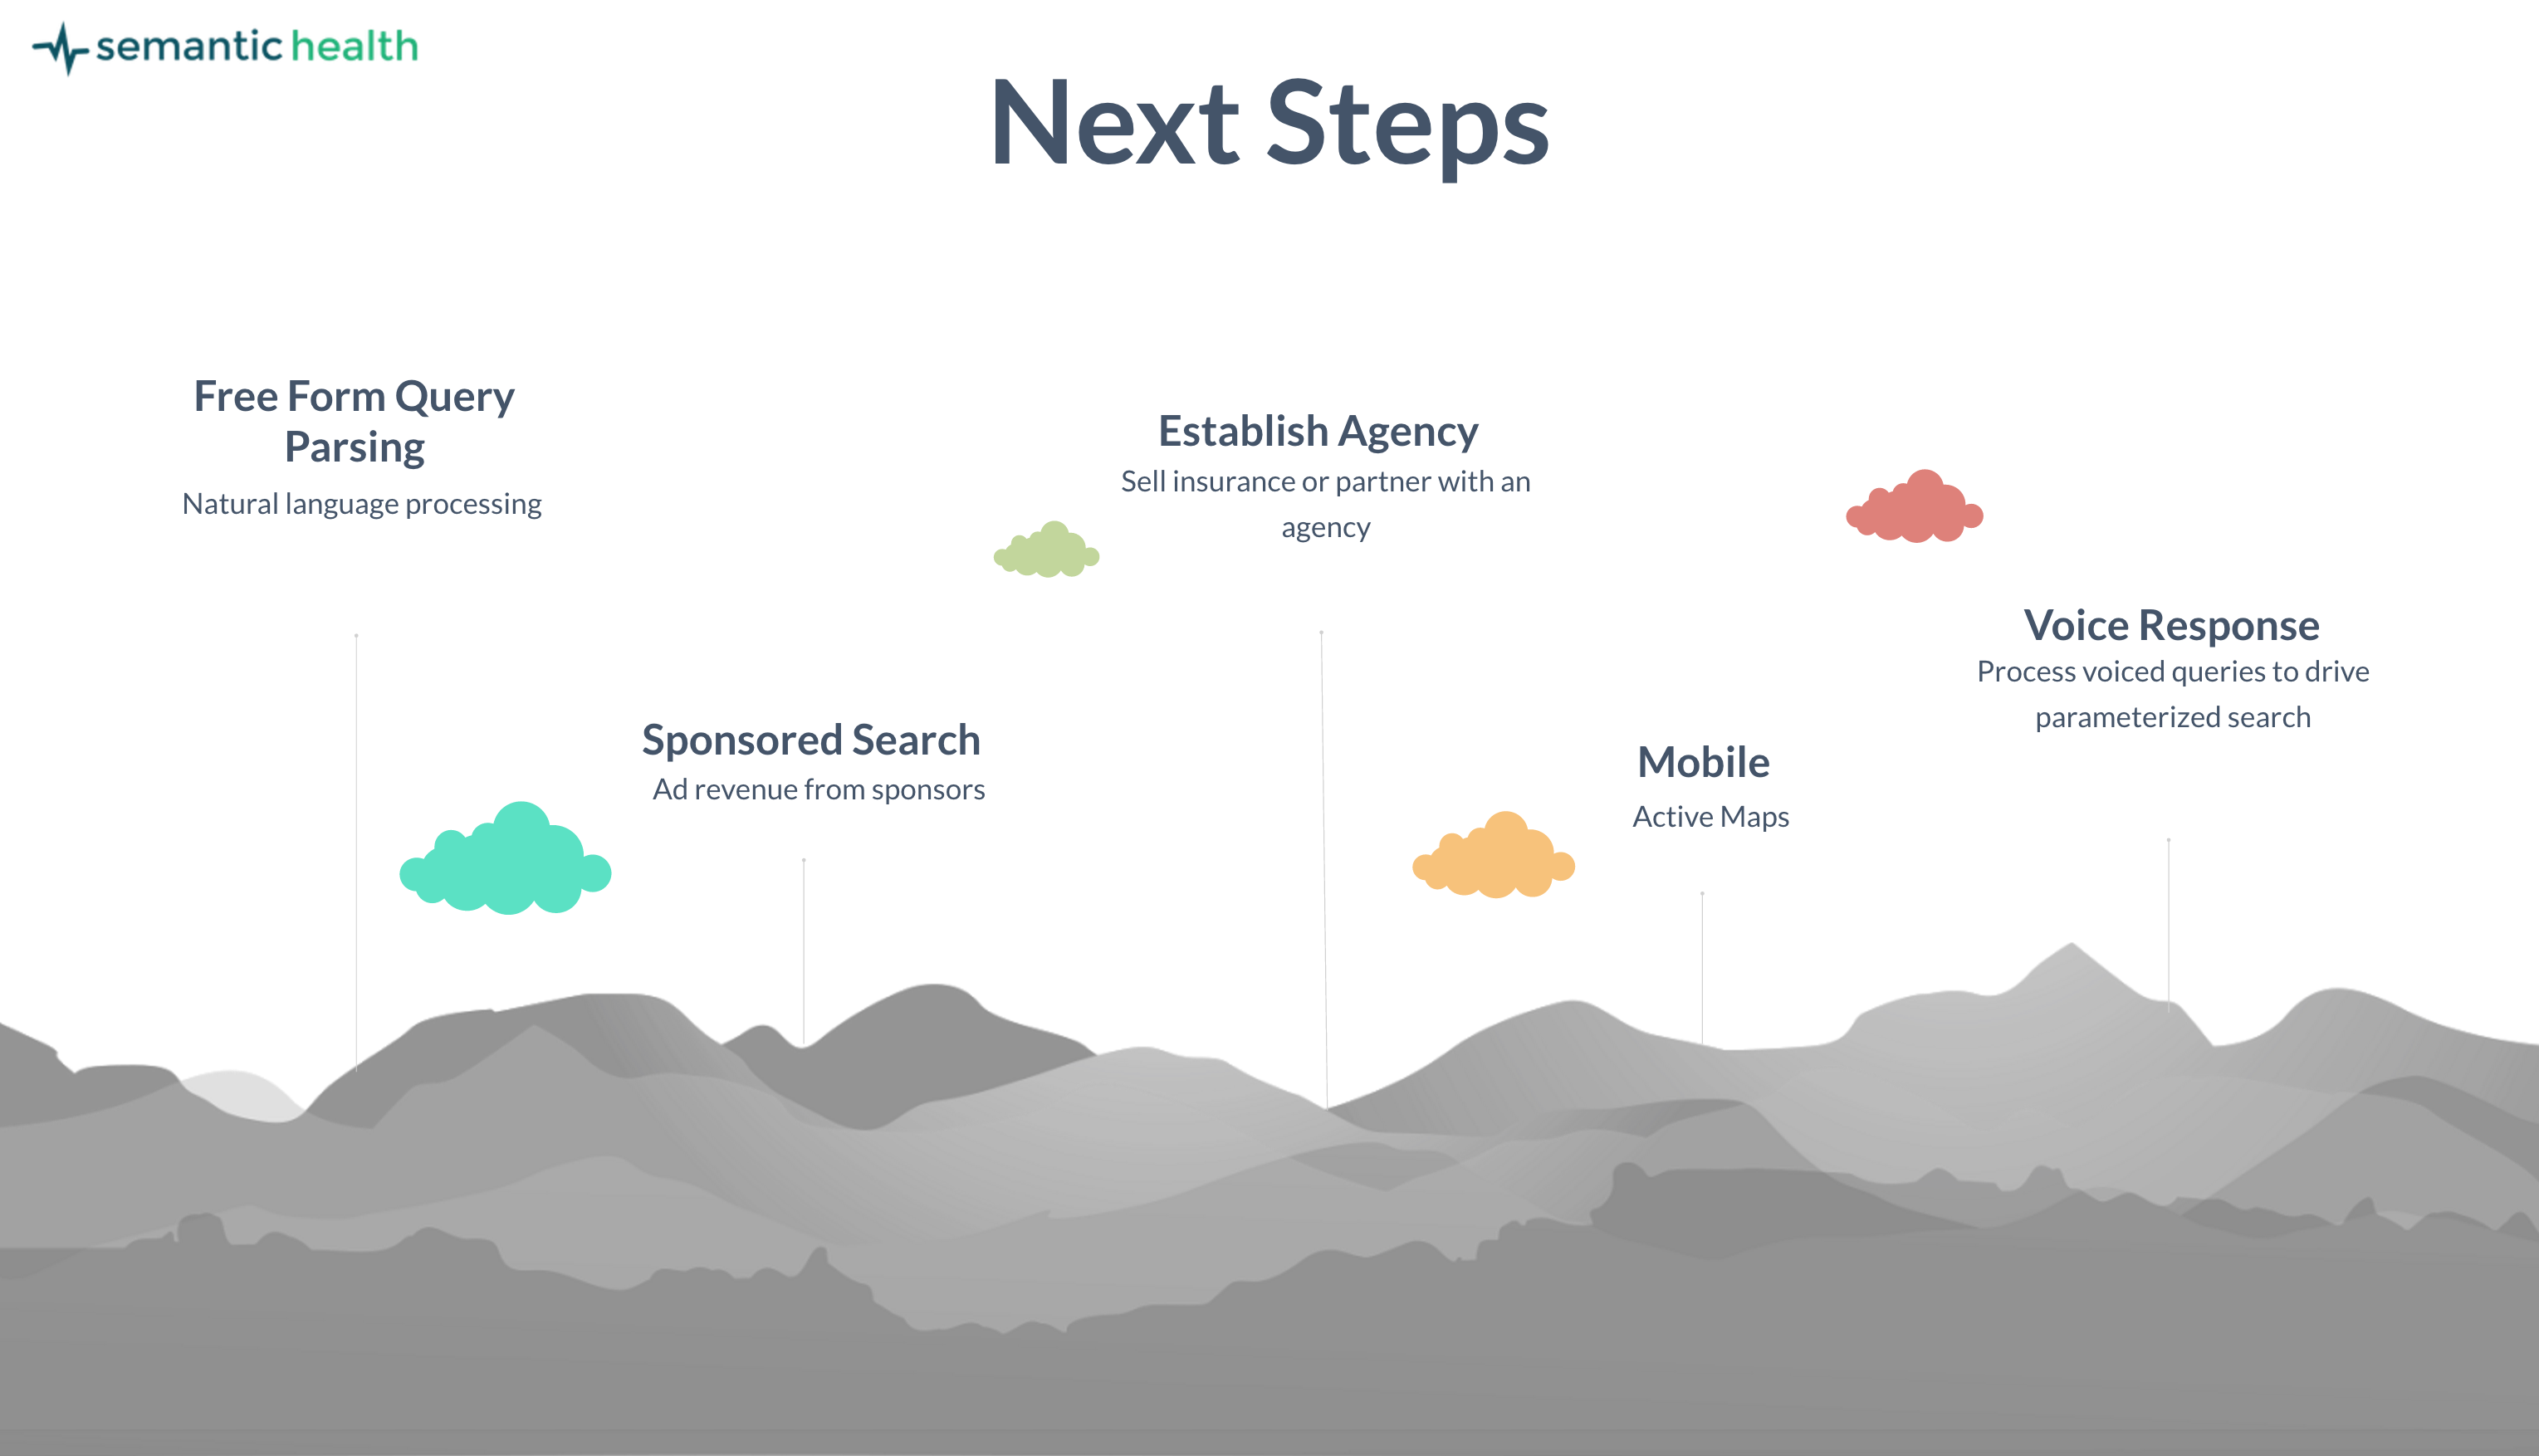 semantic health
Next Steps
Free Form Query
Parsing
Natural language processing
Sponsored Search
Ad revenue from sponsors
Establish Agency
Sell insurance or partner with an
agency
Mobile
Active Maps
Voice Response
Process voiced queries to drive
parameterized search